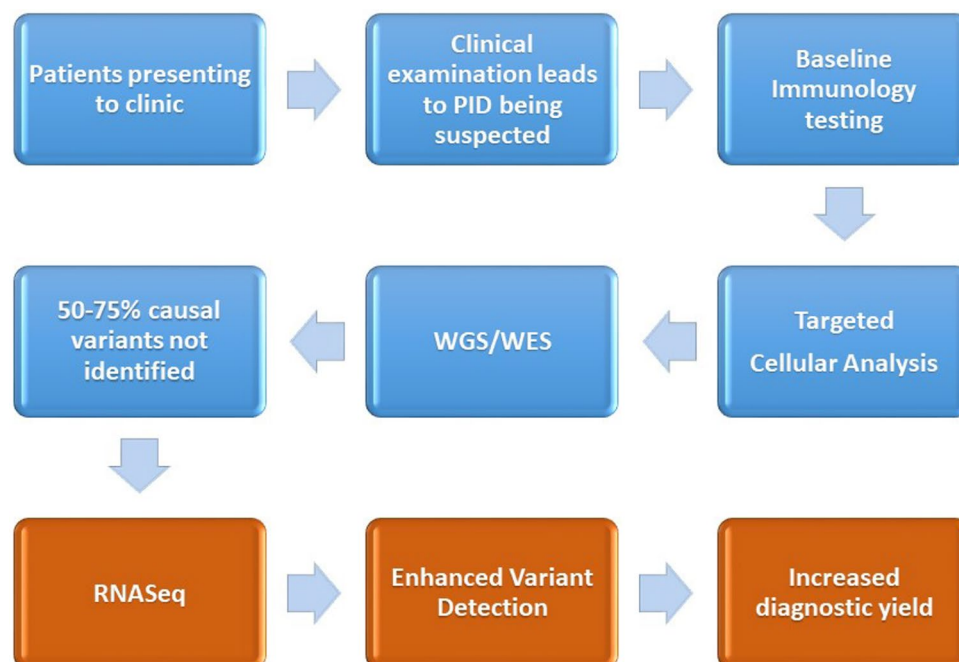 Patients presenting
to clinic
Clinical
examination leads
to PID being
suspected
Baseline
Immunology
testing
Targeted
Cellular Analysis
WGS/WES
50-75% causal
variants not
identified
RNASeq
Enhanced Variant
Detection
Increased
diagnostic yield